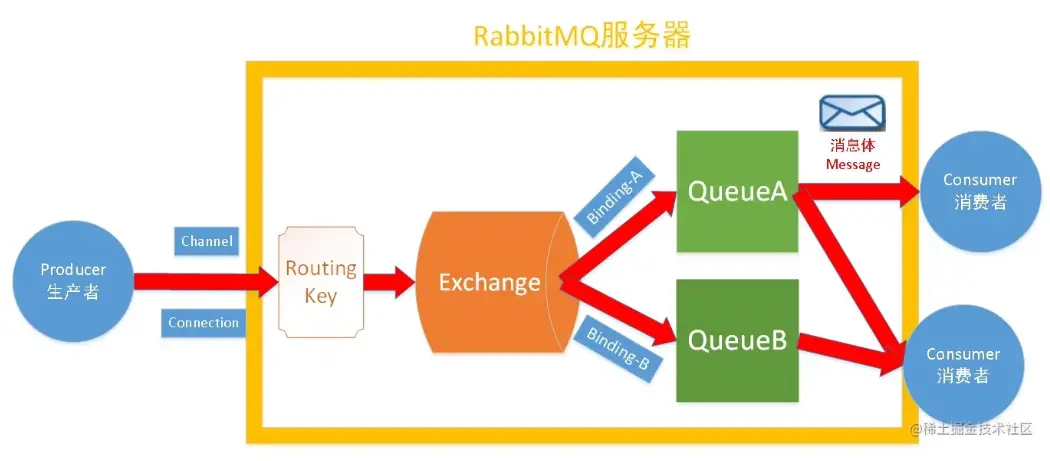 RabbitMQ服务器
消息体
Message
Producer
生产者
Channel
Connection
Routing
Key
Exchange
Binding-A
Binding-B
QueueA
QueueB
Consumer
消费者
Consumer
消费者
@稀土掘金技术社区